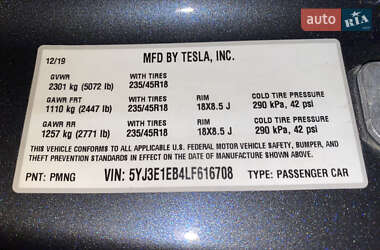 auto RIA
12/19 MFD BY TESLA, INC.
GVWR WITH TIRES
2301 kg (5072 lb) 235/45R18
GAWR FRT WITH TIRES RIM COLD TIRE PRESSURE
1110 kg (2447 lb) 235/45R18 18X8.5 J 290 kPa, 42 psi
GAWR RR WITH TIRES RIM COLD TIRE PRESSURE
1257 kg (2771 lb) 235/45R18 18X8.5 J 290 kPa, 42 psi
THIS VEHICLE CONFORMS TO ALL APPLICABLE U.S FEDERAL MOTOR VEHICLE SAFETY, BUMPER, AND
THEFT PREVENTION STANDARDS IN EFFECT ON THE DATE OF MANUFACTURE SHOWN ABOVE.
PNT: PMNG VIN: 5YJ3E1EB4LF616708 TYPE: PASSENGER CAR